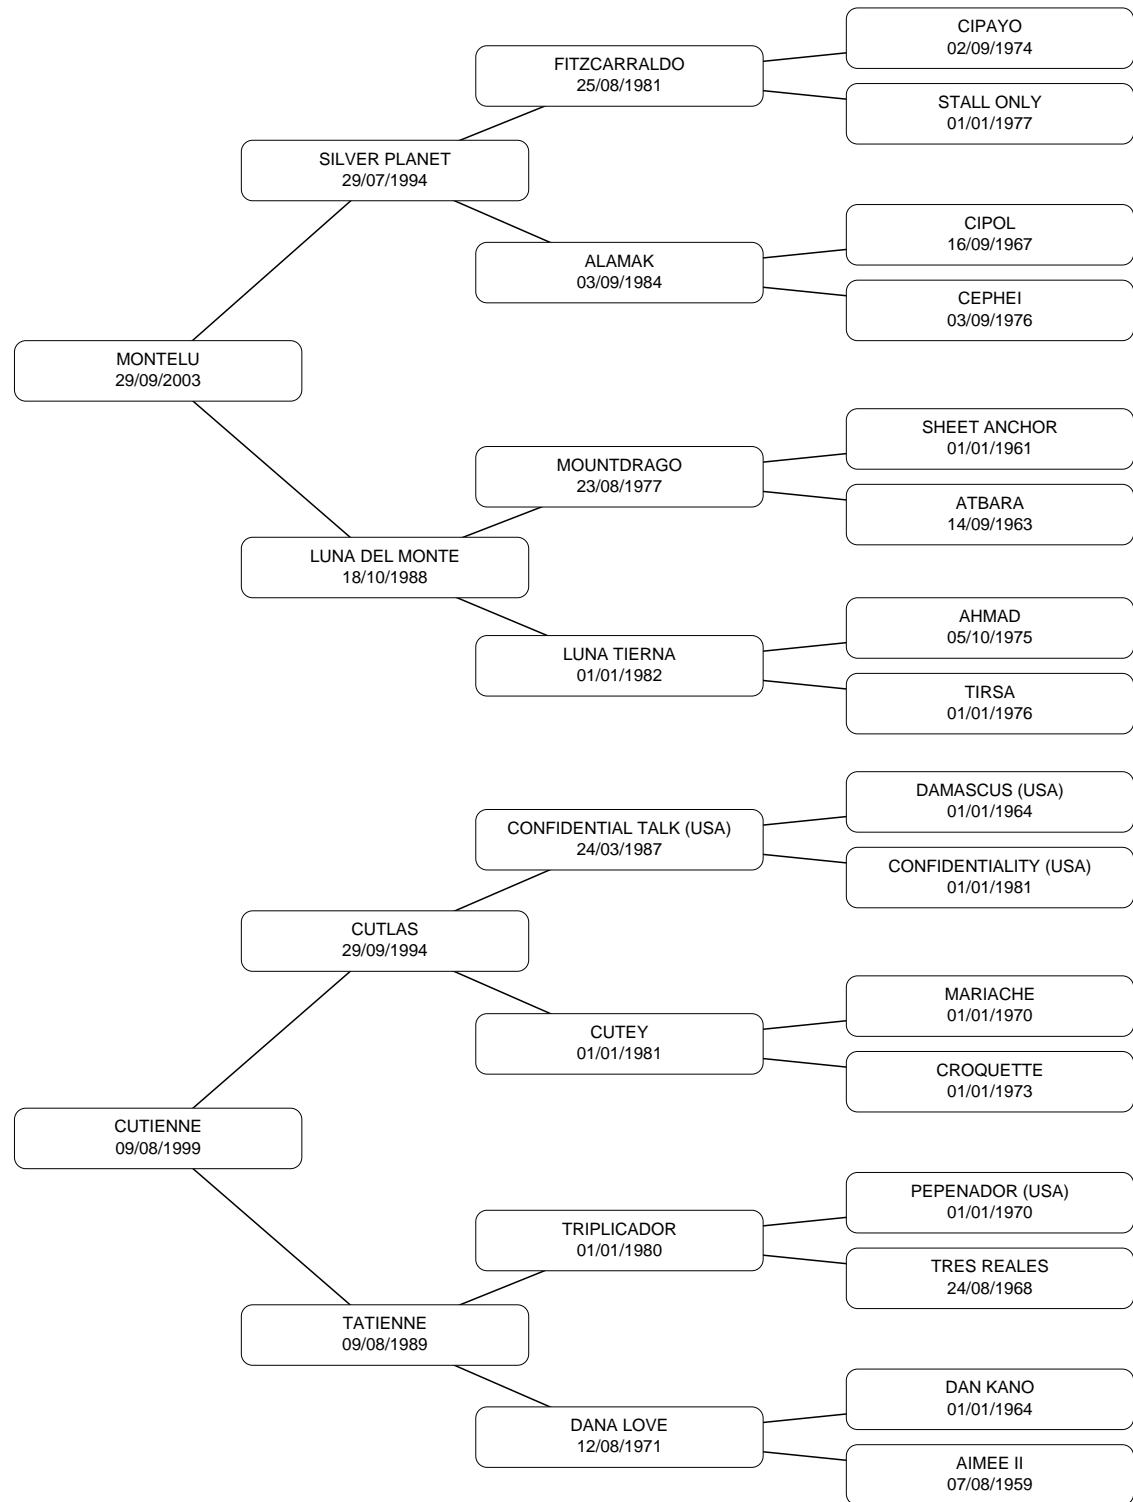 CIPAYO
02/09/1974
FITZCARRALDO
25/08/1981
STALL ONLY
01/01/1977
SILVER PLANET
29/07/1994
CIPOL
16/09/1967
ALAMAK
03/09/1984
CEPHEI
03/09/1976
MONTELU
29/09/2003
SHEET ANCHOR
01/01/1961
MOUNTDRAGO
23/08/1977
ATBARA
14/09/1963
LUNA DEL MONTE
18/10/1988
AHMAD
05/10/1975
LUNA TIERNA
01/01/1982
TIRSA
01/01/1976
DAMASCUS (USA)
01/01/1964
CONFIDENTIAL TALK (USA)
24/03/1987
CONFIDENTIALITY (USA)
01/01/1981
CUTLAS
29/09/1994
MARIACHE
01/01/1970
CUTEY
01/01/1981
CROQUETTE
01/01/1973
CUTIENNE
09/08/1999
PEPENADOR (USA)
01/01/1970
TRIPLICADOR
01/01/1980
TRES REALES
24/08/1968
TATIENNE
09/08/1989
DAN KANO
01/01/1964
DANA LOVE
12/08/1971
AIMEE II
07/08/1959